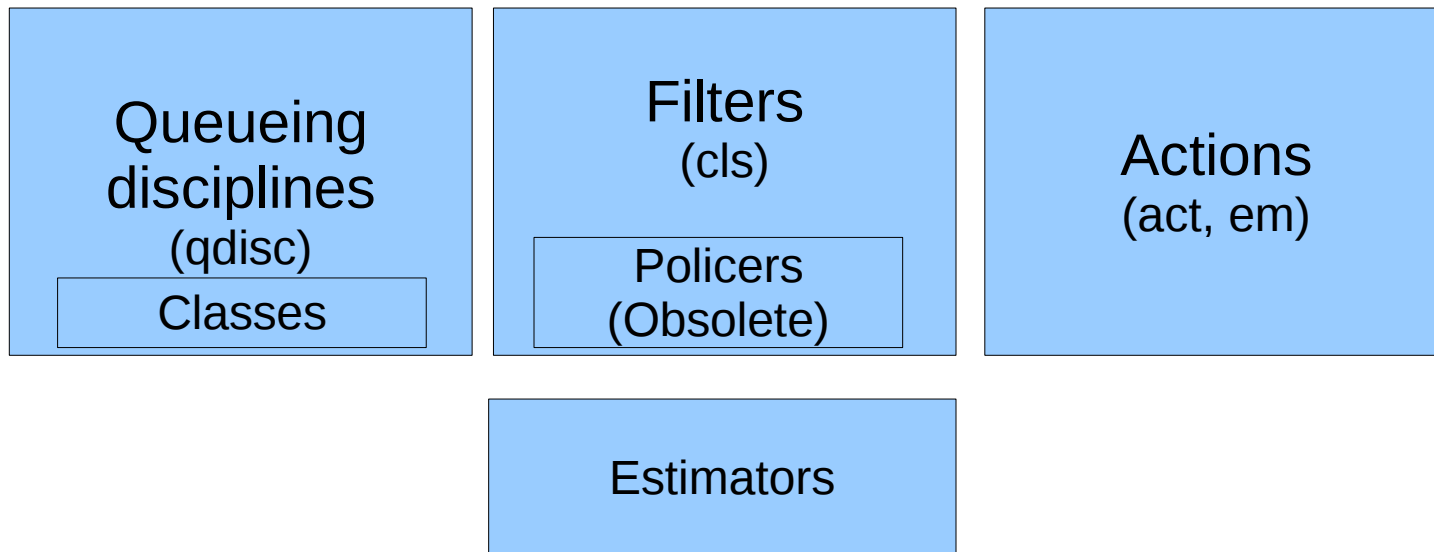 Queueing
disciplines
(qdisc)
Classes
Filters
(cls)
Policers
(Obsolete)
Actions
(act, em)
Estimators